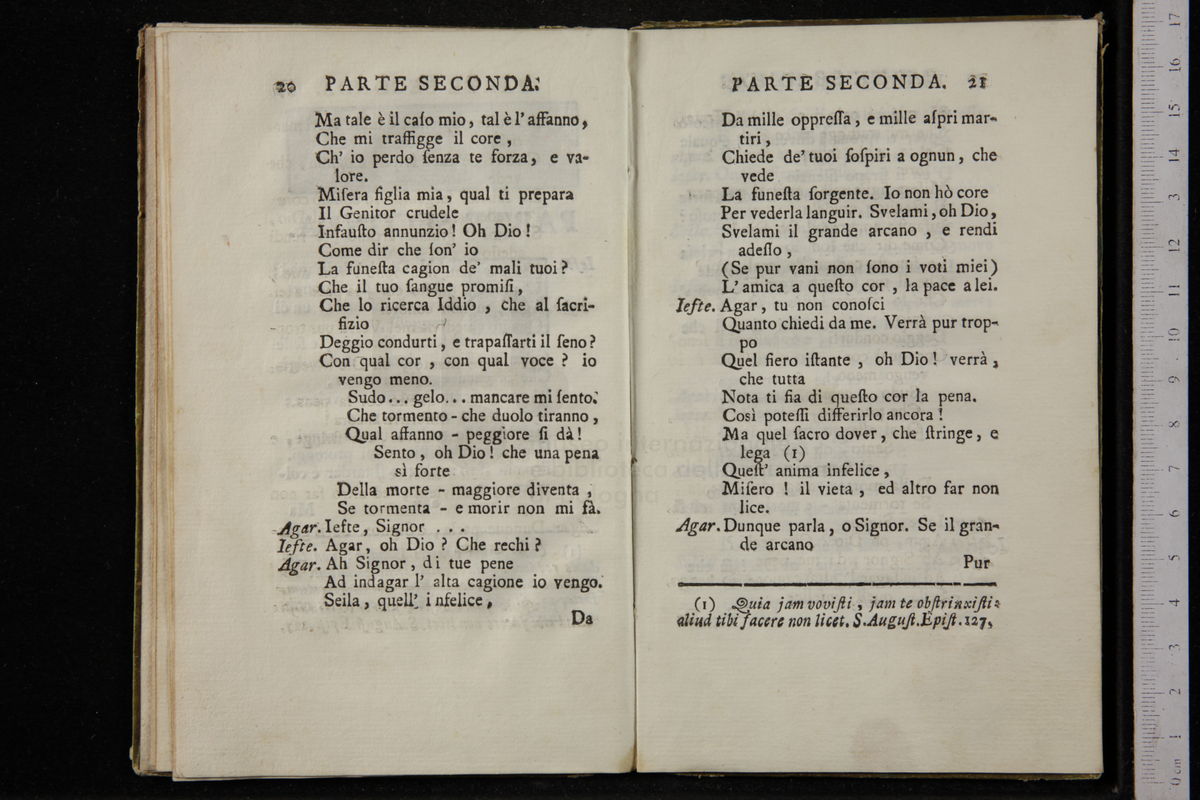 20 PARTE SECONDA.
Ma tale è il caſo mio, tal è l' affanno,
Che mi traffigge il core,
Ch' io perdo ſenza te forza, e va-
lore.
Miſera figlia mia, qual ti prepara
Il Genitor crudele
Infauſto annunzio! Oh Dio!
Come dir che ſon' io
La funeſta cagion de' mali tuoi?
Che il tuo ſangue promiſi,
Che lo ricerca Iddio, che al ſacri-
fizio
Deggio condurti, e trapaſſarti il ſeno?
Con qual cor, con qual voce? io
vengo meno.
Sudo... gelo... mancare mi ſento.
Che tormento - che duolo tiranno,
Qual affanno - peggiore ſi dà!
Sento, oh Dio! che una pena
sì forte
Della morte - maggiore diventa,
Se tormenta - e morir non mi fà.
Agar. Iefte, Signor ...
Iefte. Agar, oh Dio? Che rechi?
Agar. Ah Signor, di tue pene
Ad indagar l' alta cagione io vengo.
Seila, quell' infelice,
Da
PARTE SECONDA. 21
Da mille oppreſſa, e mille aſpri mar-
tiri,
Chiede de' tuoi ſoſpiri a ognun, che
vede
La funeſta ſorgente. Io non hò core
Per vederla languir. Svelami, oh Dio,
Svelami il grande arcano, e rendi
adeſſo,
(Se pur vani non ſono i voti miei)
L' amica a queſto cor, la pace a lei.
Iefte. Agar, tu non conoſci
Quanto chiedi da me. Verrà pur trop-
po
Quel fiero iſtante, oh Dio! verrà,
che tutta
Nota ti ſia di queſto cor la pena.
Così poteſſi differirlo ancora!
Ma quel ſacro dover, che ſtringe, e
lega (1)
Queſt' anima infelice,
Miſero! il vieta, ed altro far non
lice.
Agar. Dunque parla, o Signor. Se il gran-
de arcano
Pur
(1) Quia jam voviſti, jam te obſtrinxiſti:
aliud tibi facere non licet. S. Auguſt. Epiſt. 127.